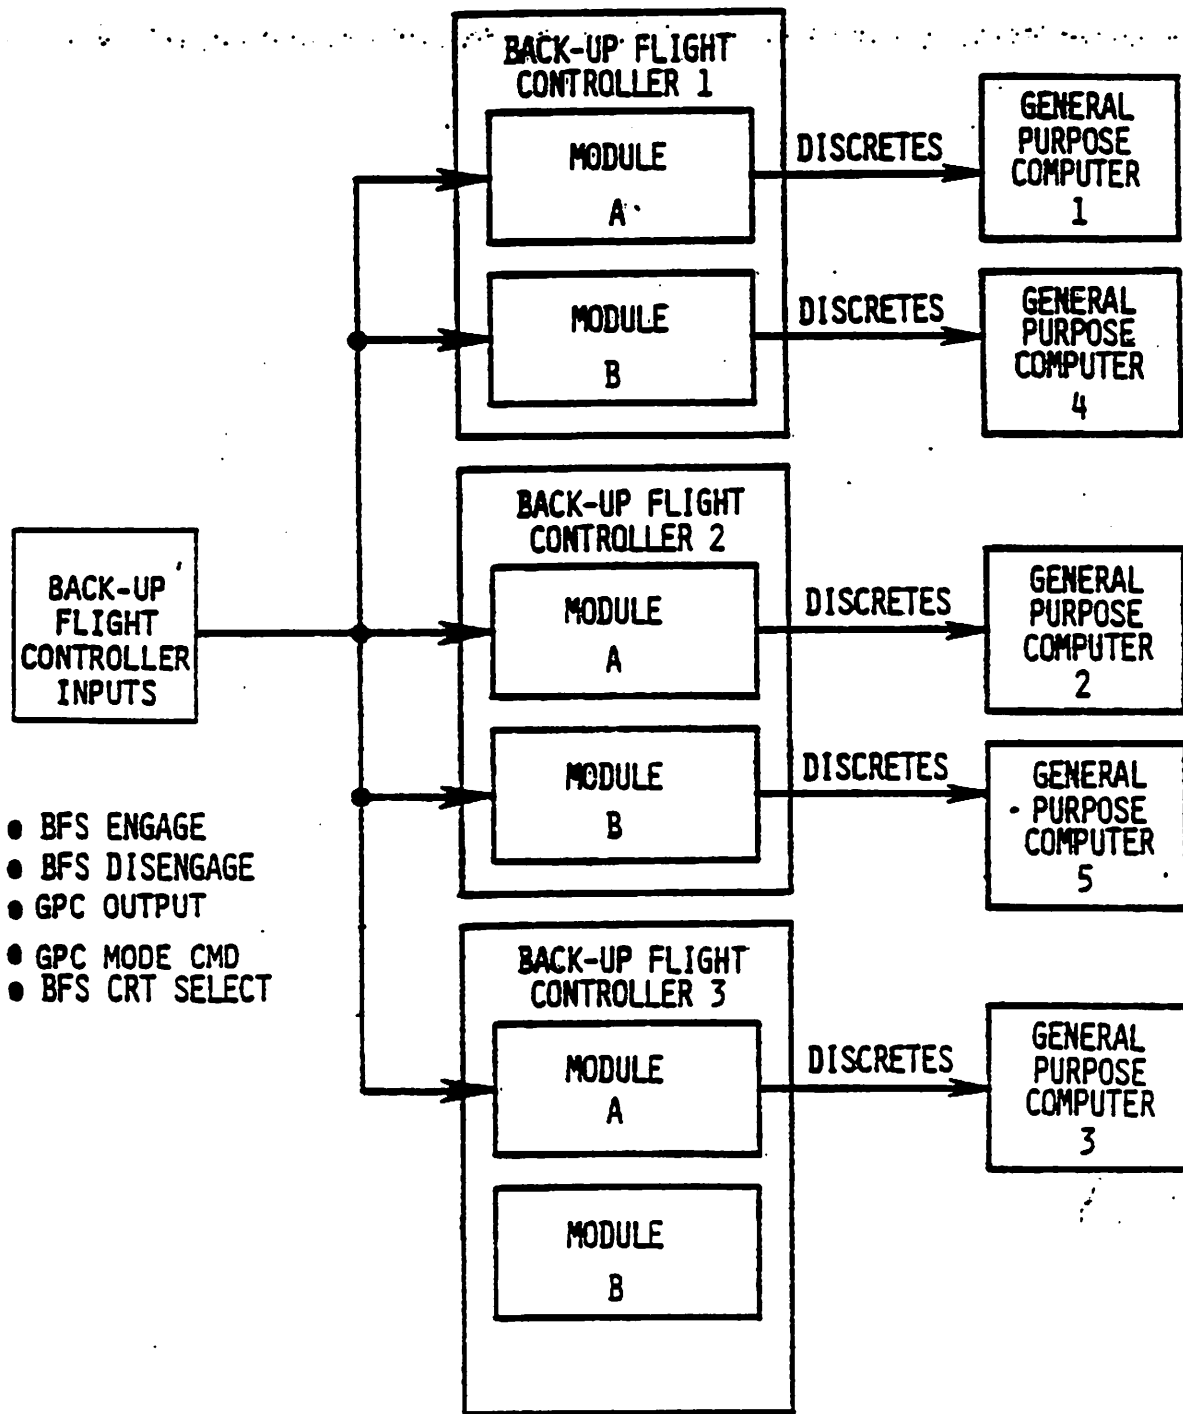 BACK-UP FLIGHT
CONTROLLER 1
MODULE
A
DISCRETES
GENERAL
PURPOSE
COMPUTER
1
MODULE
B
DISCRETES
GENERAL
PURPOSE
COMPUTER
4
BACK-UP
FLIGHT
CONTROLLER
INPUTS
BACK-UP FLIGHT
CONTROLLER 2
MODULE
A
DISCRETES
GENERAL
PURPOSE
COMPUTER
2
MODULE
B
DISCRETES
GENERAL
PURPOSE
COMPUTER
5
● BFS ENGAGE
● BFS DISENGAGE
● GPC OUTPUT
● GPC MODE CMD
● BFS CRT SELECT
BACK-UP FLIGHT
CONTROLLER 3
MODULE
A
DISCRETES
GENERAL
PURPOSE
COMPUTER
3
MODULE
B